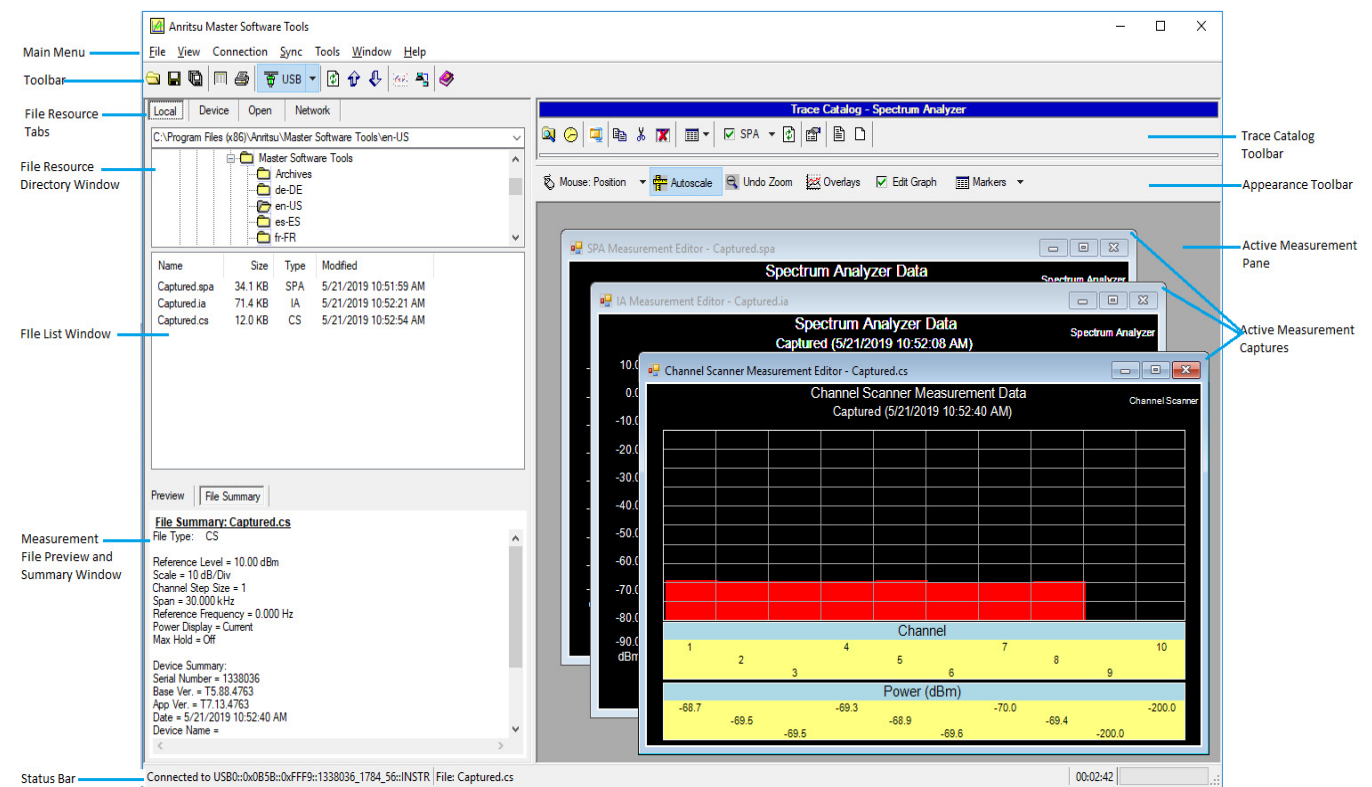 Anritsu Master Software Tools
Main Menu
File View Connection Sync Tools Window Help
Toolbar
USB
File Resource
Tabs
Local Device Open Network
C:\Program Files (x86)\Anritsu\Master Software Tools\en-US
File Resource
Directory Window
Master Software Tools
Archives
de-DE
en-US
es-ES
fr-FR
Name Size Type Modified
Captured.spa 34.1 KB SPA 5/21/2019 10:51:59 AM
Captured.ia 71.4 KB IA 5/21/2019 10:52:21 AM
Captured.cs 12.0 KB CS 5/21/2019 10:52:54 AM
FIle List Window
Preview File Summary
File Summary: Captured.cs
File Type: CS
Measurement
File Preview and
Summary Window
Reference Level = 10.00 dBm
Scale = 10 dB/Div
Channel Step Size = 1
Span = 30.000 kHz
Reference Frequency = 0.000 Hz
Power Display = Current
Max Hold = Off
Device Summary:
Serial Number = 1338036
Base Ver. = T5.88.4763
App Ver. = T7.13.4763
Date = 5/21/2019 10:52:40 AM
Device Name =
Status Bar
Connected to USB0::0x0B5B::0xFFF9::1338036_1784_56::INSTR File: Captured.cs
00:02:42
Trace Catalog - Spectrum Analyzer
SPA
Trace Catalog
Toolbar
Mouse: Position Autoscale Undo Zoom Overlays Edit Graph Markers
Appearance Toolbar
Active Measurement
Pane
SPA Measurement Editor - Captured.spa
Spectrum Analyzer Data
Spectrum Analyzer
IA Measurement Editor - Captured.ia
Spectrum Analyzer Data
Captured (5/21/2019 10:52:08 AM)
Spectrum Analyzer
Active Measurement
Captures
10.0
0.0
-10.0
-20.0
-30.0
-40.0
-50.0
-60.0
-70.0
-80.0
-90.0
dBm
Channel Scanner Measurement Editor - Captured.cs
Channel Scanner Measurement Data
Captured (5/21/2019 10:52:40 AM)
Channel Scanner
Channel
1 4 7 10
2 5 8
3 6 9
Power (dBm)
-68.7 -69.3 -70.0 -200.0
-69.5 -68.9 -69.4
-69.5 -69.6 -200.0